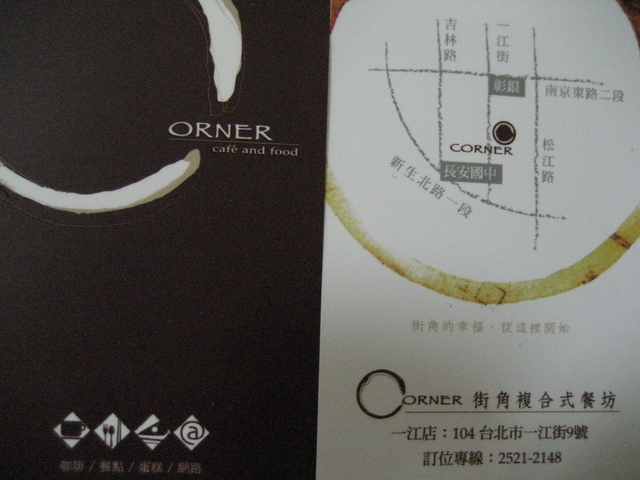 ORNER
café and food
咖啡 / 餐點 / 蛋糕 / 網路
吉林路
一江街
彰銀
南京東路二段
CORNER
松江路
長安國中
新生北路一段
街角的幸福，從這裡開始
CORNER 街角複合式餐坊
一江店：104 台北市一江街9號
訂位專線：2521-2148